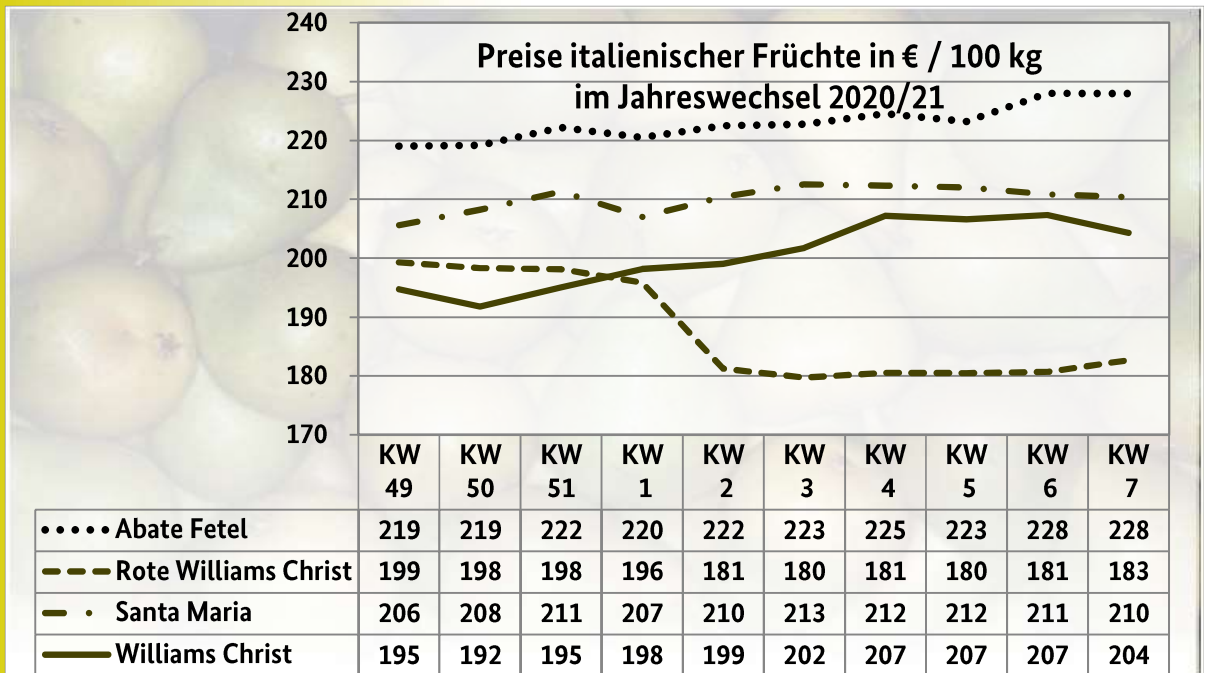 240
Preise italienischer Früchte in € / 100 kg
230
im Jahreswechsel 2020/21
220
210
200
190
180
170
KW KW KW KW KW KW KW KW KW KW
49 50 51 1 2 3 4 5 6 7
Abate Fetel 219 219 222 220 222 223 225 223 228 228
Rote Williams Christ 199 198 198 196 181 180 181 180 181 183
Santa Maria 206 208 211 207 210 213 212 212 211 210
Williams Christ 195 192 195 198 199 202 207 207 207 204